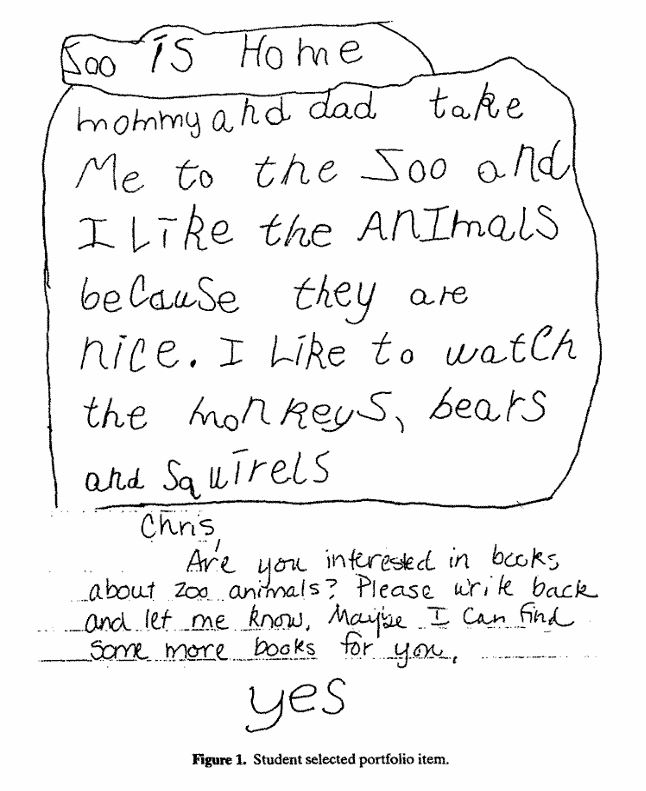 Soo is Home
mommy and dad take
Me to the Soo and
I Like the ANImals
because they are
nice. I Like to watch
the monkeys, bears
and squirels
Chris,
Are you interested in books
about zoo animals? Please write back
and let me know. Maybe I can find
some more books for you.
yes
Figure 1. Student selected portfolio item.